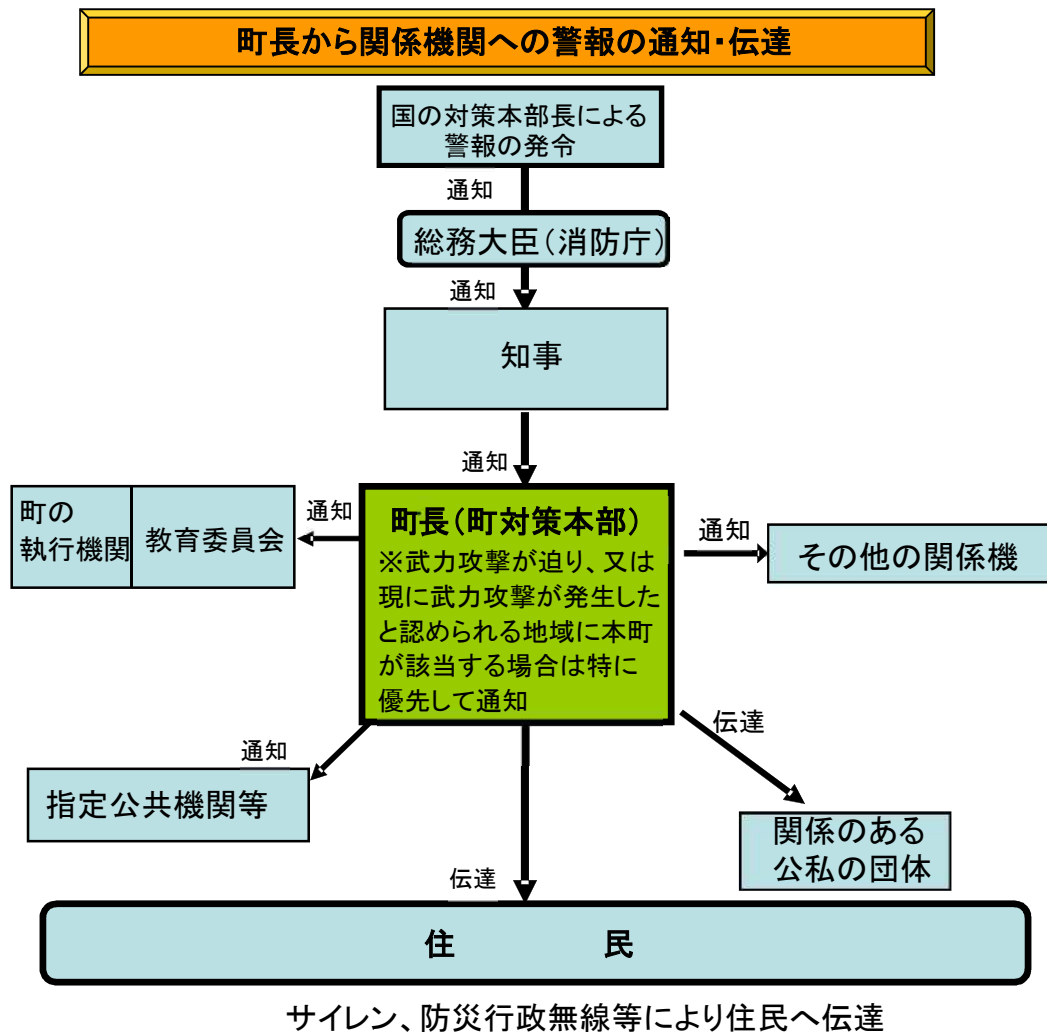 町長から関係機関への警報の通知・伝達
国の対策本部長による
警報の発令
通知
総務大臣（消防庁）
通知
知事
通知
町の
執行機関
教育委員会
通知
町長（町対策本部）
※武力攻撃が迫り、又は
現に武力攻撃が発生した
と認められる地域に本町
が該当する場合は特に
優先して通知
通知
その他の関係機
通知
指定公共機関等
伝達
関係のある
公私の団体
伝達
住　　　民
サイレン、防災行政無線等により住民へ伝達